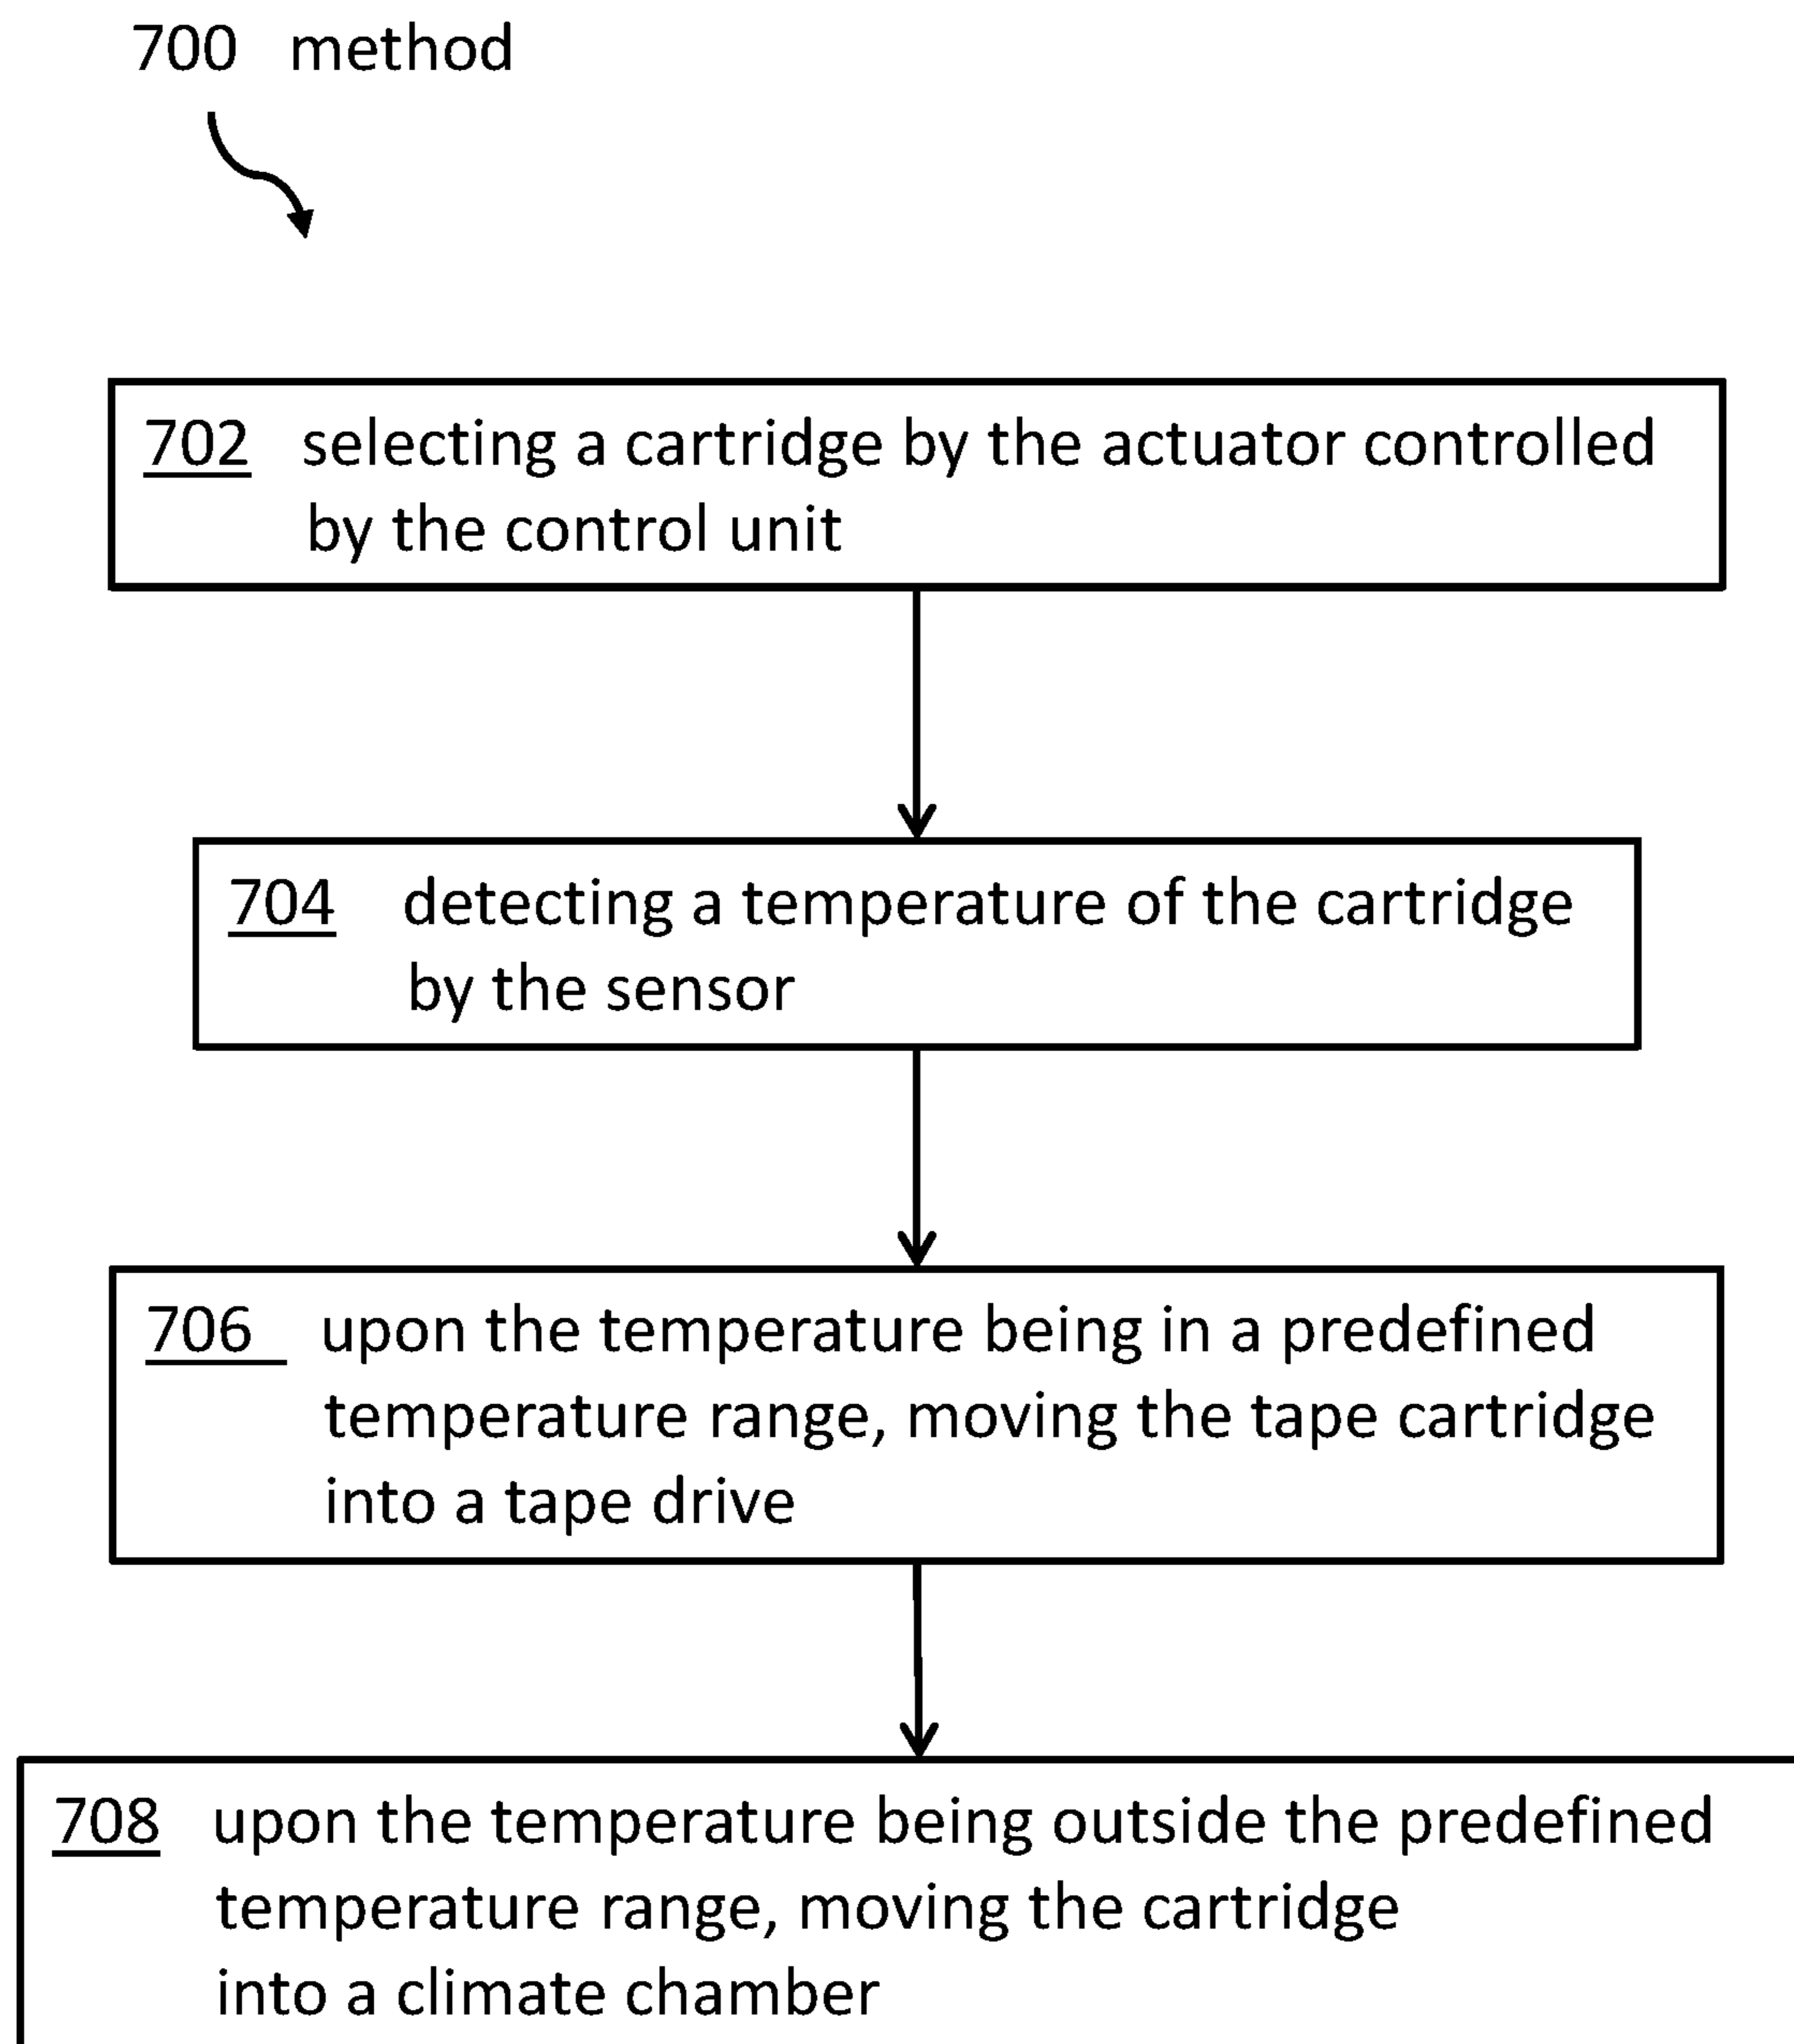 700 method
702 selecting a cartridge by the actuator controlled
by the control unit
704 detecting a temperature of the cartridge
by the sensor
706 upon the temperature being in a predefined
temperature range, moving the tape cartridge
into a tape drive
708 upon the temperature being outside the predefined
temperature range, moving the cartridge
into a climate chamber